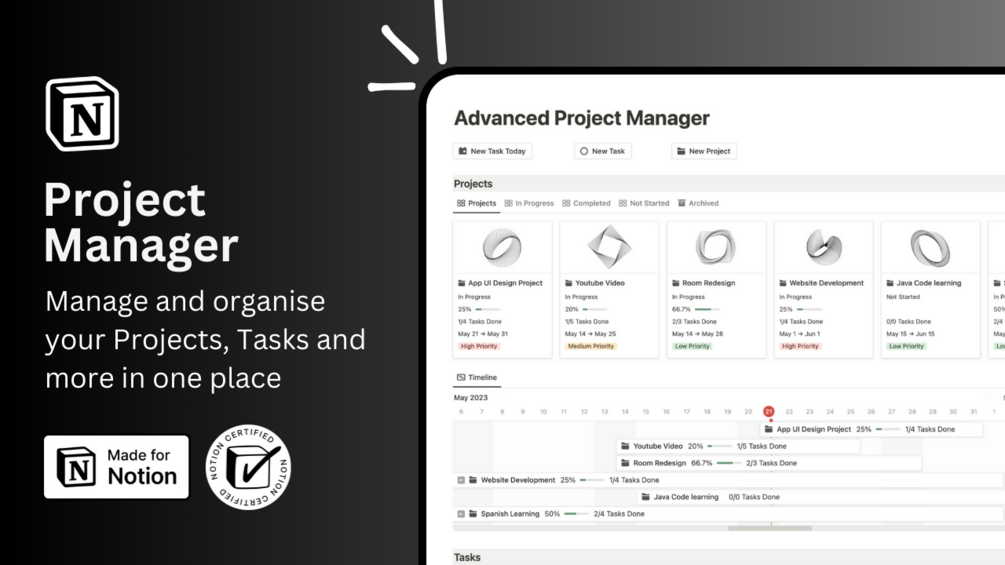 N
Project
Manager
Manage and organise
your Projects, Tasks and
more in one place
N
Made for
Notion
NOTION CERTIFIED NOTION CERTIFIED
Advanced Project Manager
New Task Today
New Task
New Project
Projects
Projects In Progress Completed Not Started Archived
App UI Design Project
In Progress
25%
1/4 Tasks Done
May 21 → May 31
High Priority
Youtube Video
In Progress
20%
1/5 Tasks Done
May 14 → May 25
Medium Priority
Room Redesign
In Progress
66.7%
2/3 Tasks Done
May 14 → May 28
Low Priority
Website Development
In Progress
25%
1/4 Tasks Done
May 1 → Jun 1
High Priority
Java Code learning
Not Started
0/0 Tasks Done
May 15 → Jun 15
Low Priority
In Pr
50%
2/4
Lo
Timeline
May 2023
6 7 8 9 10 11 12 13 14 15 16 17 18 19 20 21 22 23 24 25 26 27 28 29 30 31 1
App UI Design Project 25% 1/4 Tasks Done
Youtube Video 20% 1/5 Tasks Done
Room Redesign 66.7% 2/3 Tasks Done
Website Development 25% 1/4 Tasks Done
Java Code learning 0/0 Tasks Done
Spanish Learning 50% 2/4 Tasks Done
Tasks